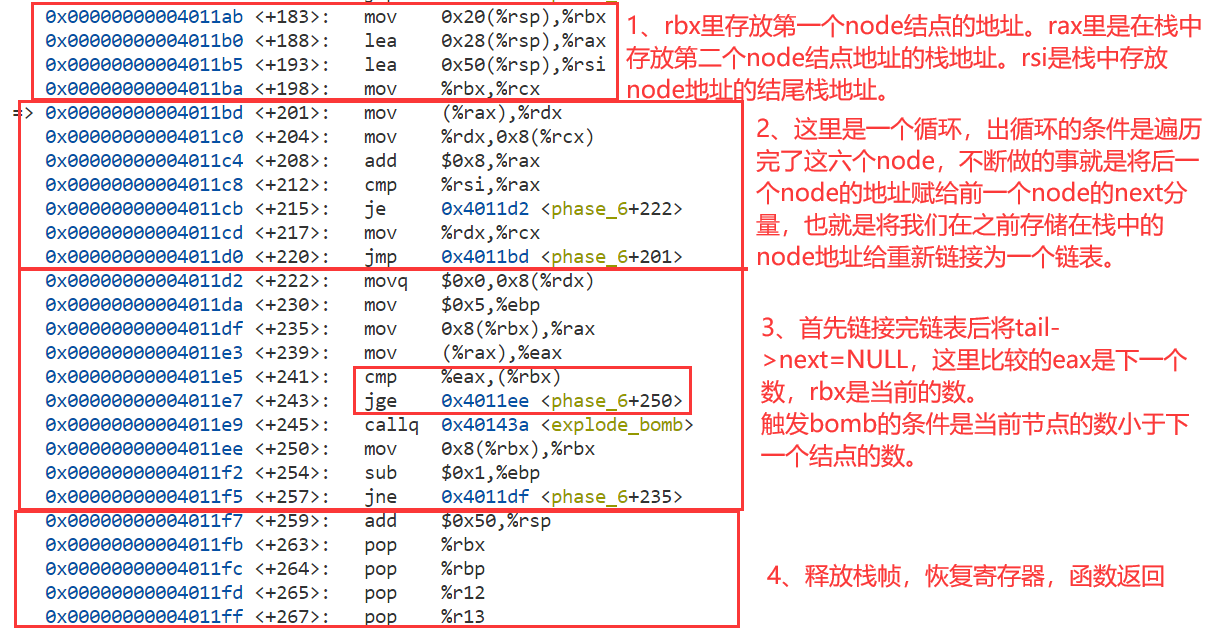 0x00000000004011ab <+183>: mov 0x20(%rsp),%rbx
0x00000000004011b0 <+188>: lea 0x28(%rsp),%rax
0x00000000004011b5 <+193>: lea 0x50(%rsp),%rsi
0x00000000004011ba <+198>: mov %rbx,%rcx
1、rbx里存放第一个node结点的地址。rax里是在栈中
存放第二个node结点地址的栈地址。rsi是栈中存放
node地址的结尾栈地址。
=> 0x00000000004011bd <+201>: mov (%rax),%rdx
0x00000000004011c0 <+204>: mov %rdx,0x8(%rcx)
0x00000000004011c4 <+208>: add $0x8,%rax
0x00000000004011c8 <+212>: cmp %rsi,%rax
0x00000000004011cb <+215>: je 0x4011d2 <phase_6+222>
0x00000000004011cd <+217>: mov %rdx,%rcx
0x00000000004011d0 <+220>: jmp 0x4011bd <phase_6+201>
2、这里是一个循环，出循环的条件是遍历
完了这六个node，不断做的事就是将后一
个node的地址赋给前一个node的next分
量，也就是将我们在之前存储在栈中的
node地址给重新链接为一个链表。
0x00000000004011d2 <+222>: movq $0x0,0x8(%rdx)
0x00000000004011da <+230>: mov $0x5,%ebp
0x00000000004011df <+235>: mov 0x8(%rbx),%rax
0x00000000004011e3 <+239>: mov (%rax),%eax
0x00000000004011e5 <+241>: cmp %eax,(%rbx)
0x00000000004011e7 <+243>: jge 0x4011ee <phase_6+250>
0x00000000004011e9 <+245>: callq 0x40143a <explode_bomb>
0x00000000004011ee <+250>: mov 0x8(%rbx),%rbx
0x00000000004011f2 <+254>: sub $0x1,%ebp
0x00000000004011f5 <+257>: jne 0x4011df <phase_6+235>
3、首先链接完链表后将tail-
>next=NULL，这里比较的eax是下一个
数，rbx是当前的数。
触发bomb的条件是当前节点的数小于下
一个结点的数。
0x00000000004011f7 <+259>: add $0x50,%rsp
0x00000000004011fb <+263>: pop %rbx
0x00000000004011fc <+264>: pop %rbp
0x00000000004011fd <+265>: pop %r12
0x00000000004011ff <+267>: pop %r13
4、释放栈帧，恢复寄存器，函数返回